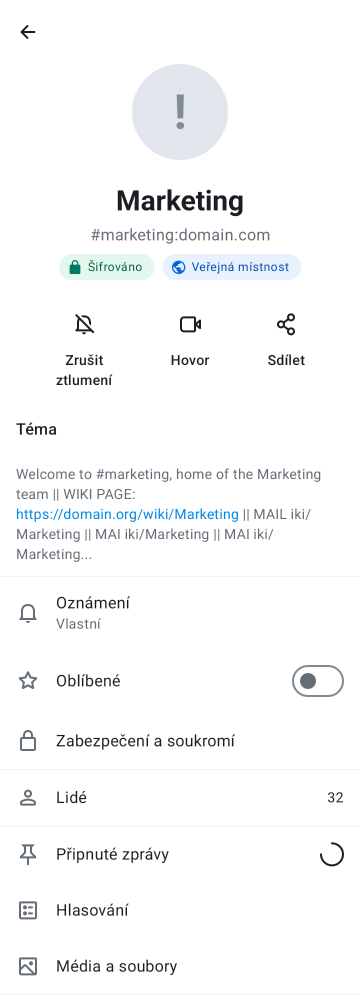 !
Marketing
#marketing:domain.com
Šifrováno
Veřejná místnost
Zrušit
ztlumení
Hovor
Sdílet
Téma
Welcome to #marketing, home of the Marketing
team || WIKI PAGE:
https://domain.org/wiki/Marketing || MAIL iki/
Marketing || MAI iki/Marketing || MAI iki/
Marketing...
Oznámení
Vlastní
Oblíbené
Zabezpečení a soukromí
Lidé 32
Připnuté zprávy
Hlasování
Média a soubory